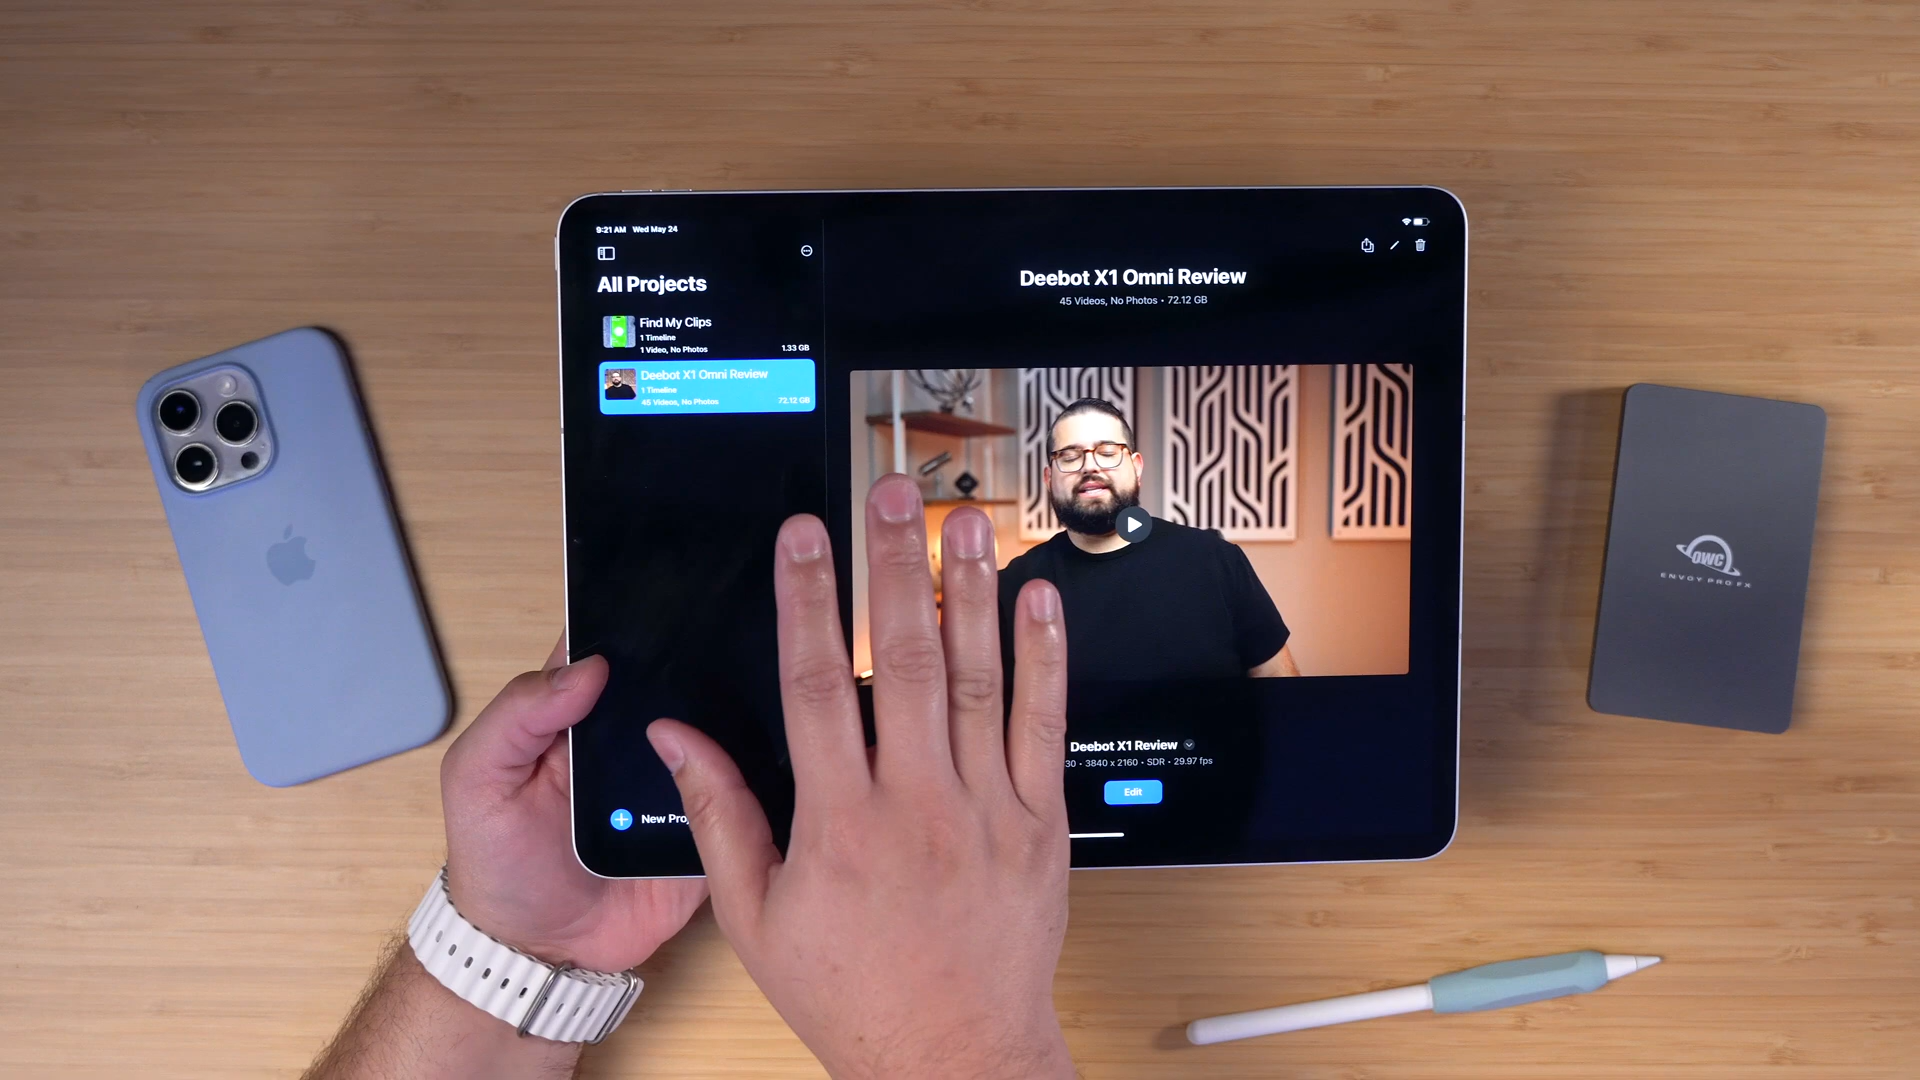 9:21 AM Wed May 24
All Projects
Find My Clips
1 Timeline
1 Video, No Photos 1.33 GB
Deebot X1 Omni Review
1 Timeline
45 Videos, No Photos 72.12 GB
New
Deebot X1 Omni Review
45 Videos, No Photos • 72.12 GB
Deebot X1 Review
30 • 3840 x 2160 • SDR • 29.97 fps
Edit
OWC
ENVOY PRO FX